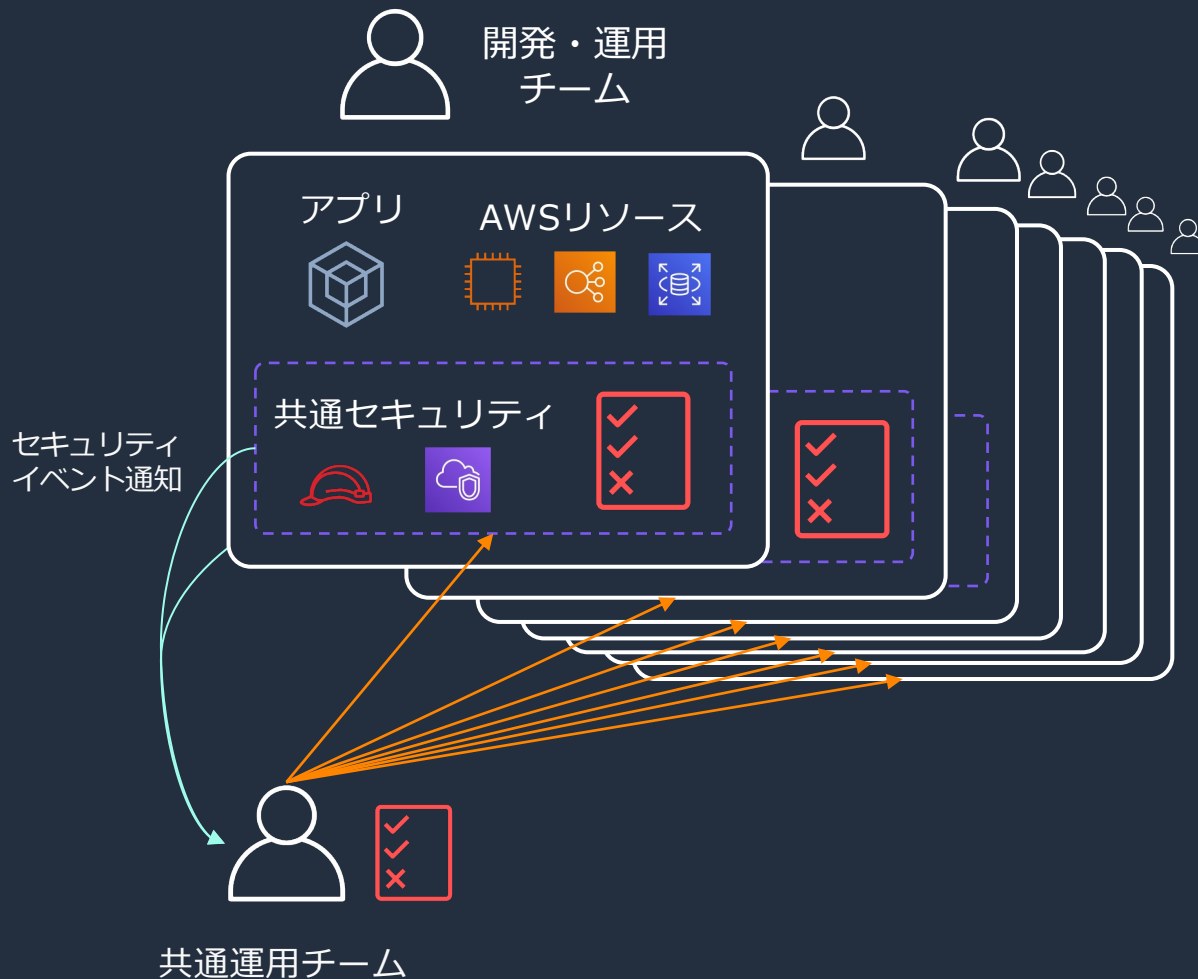 開発・運用
チーム
アプリ
AWSリソース
共通セキュリティ
セキュリティ
イベント通知
共通運用チーム